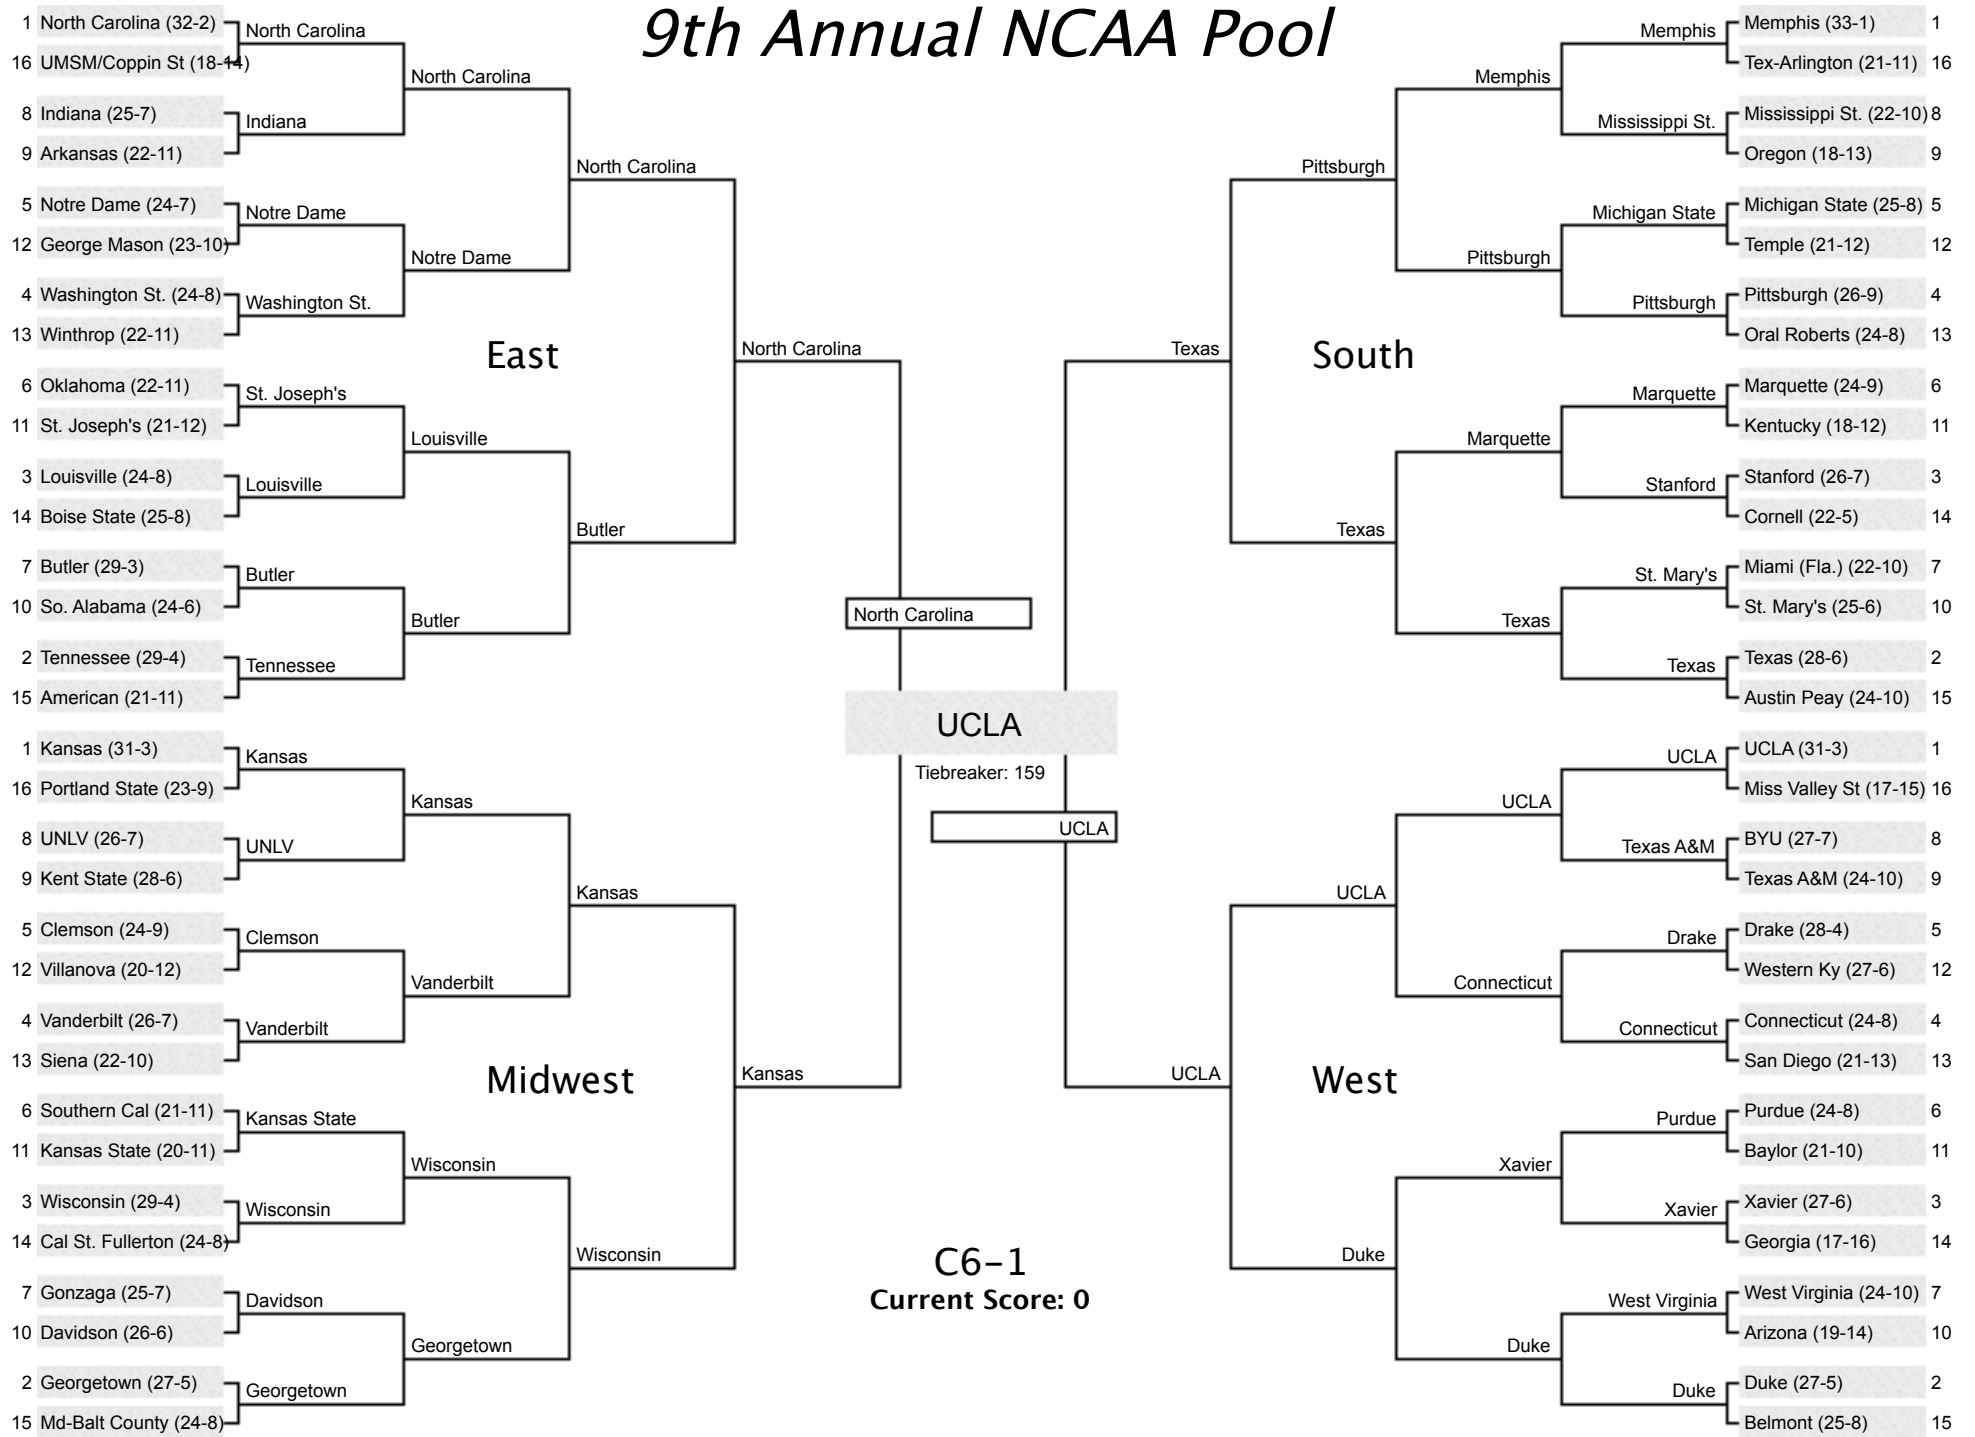 9th Annual NCAA Pool
1 North Carolina (32-2)
16 UMSM/Coppin St (18-14)
8 Indiana (25-7)
9 Arkansas (22-11)
5 Notre Dame (24-7)
12 George Mason (23-10)
4 Washington St. (24-8)
13 Winthrop (22-11)
6 Oklahoma (22-11)
11 St. Joseph's (21-12)
3 Louisville (24-8)
14 Boise State (25-8)
7 Butler (29-3)
10 So. Alabama (24-6)
2 Tennessee (29-4)
15 American (21-11)
North Carolina
Indiana
Notre Dame
Washington St.
St. Joseph's
Louisville
Butler
Tennessee
North Carolina
Notre Dame
Louisville
Butler
North Carolina
Butler
East
North Carolina
1 Kansas (31-3)
16 Portland State (23-9)
8 UNLV (26-7)
9 Kent State (28-6)
5 Clemson (24-9)
12 Villanova (20-12)
4 Vanderbilt (26-7)
13 Siena (22-10)
6 Southern Cal (21-11)
11 Kansas State (20-11)
3 Wisconsin (29-4)
14 Cal St. Fullerton (24-8)
7 Gonzaga (25-7)
10 Davidson (26-6)
2 Georgetown (27-5)
15 Md-Balt County (24-8)
Kansas
UNLV
Clemson
Vanderbilt
Kansas State
Wisconsin
Davidson
Georgetown
Kansas
Vanderbilt
Wisconsin
Georgetown
Kansas
Wisconsin
Midwest
Kansas
North Carolina
UCLA
Tiebreaker: 159
UCLA
C6-1
Current Score: 0
Texas
South
Pittsburgh
Texas
Memphis
Pittsburgh
Marquette
Texas
Memphis
Mississippi St.
Michigan State
Pittsburgh
Marquette
Stanford
St. Mary's
Texas
Memphis (33-1) 1
Tex-Arlington (21-11) 16
Mississippi St. (22-10) 8
Oregon (18-13) 9
Michigan State (25-8) 5
Temple (21-12) 12
Pittsburgh (26-9) 4
Oral Roberts (24-8) 13
Marquette (24-9) 6
Kentucky (18-12) 11
Stanford (26-7) 3
Cornell (22-5) 14
Miami (Fla.) (22-10) 7
St. Mary's (25-6) 10
Texas (28-6) 2
Austin Peay (24-10) 15
UCLA
West
UCLA
Duke
UCLA
Connecticut
Xavier
Duke
UCLA
Texas A&M
Drake
Connecticut
Purdue
Xavier
West Virginia
Duke
UCLA (31-3) 1
Miss Valley St (17-15) 16
BYU (27-7) 8
Texas A&M (24-10) 9
Drake (28-4) 5
Western Ky (27-6) 12
Connecticut (24-8) 4
San Diego (21-13) 13
Purdue (24-8) 6
Baylor (21-10) 11
Xavier (27-6) 3
Georgia (17-16) 14
West Virginia (24-10) 7
Arizona (19-14) 10
Duke (27-5) 2
Belmont (25-8) 15